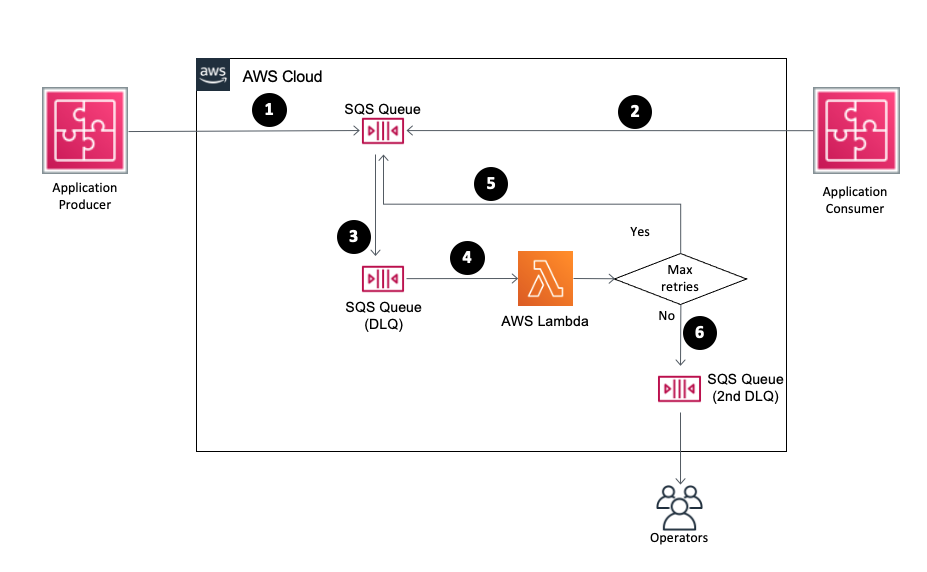 aws
AWS Cloud
1
SQS Queue
2
Application
Producer
Application
Consumer
5
3
4
Yes
Max
retries
SQS Queue
(DLQ)
AWS Lambda
No
6
SQS Queue
(2nd DLQ)
Operators